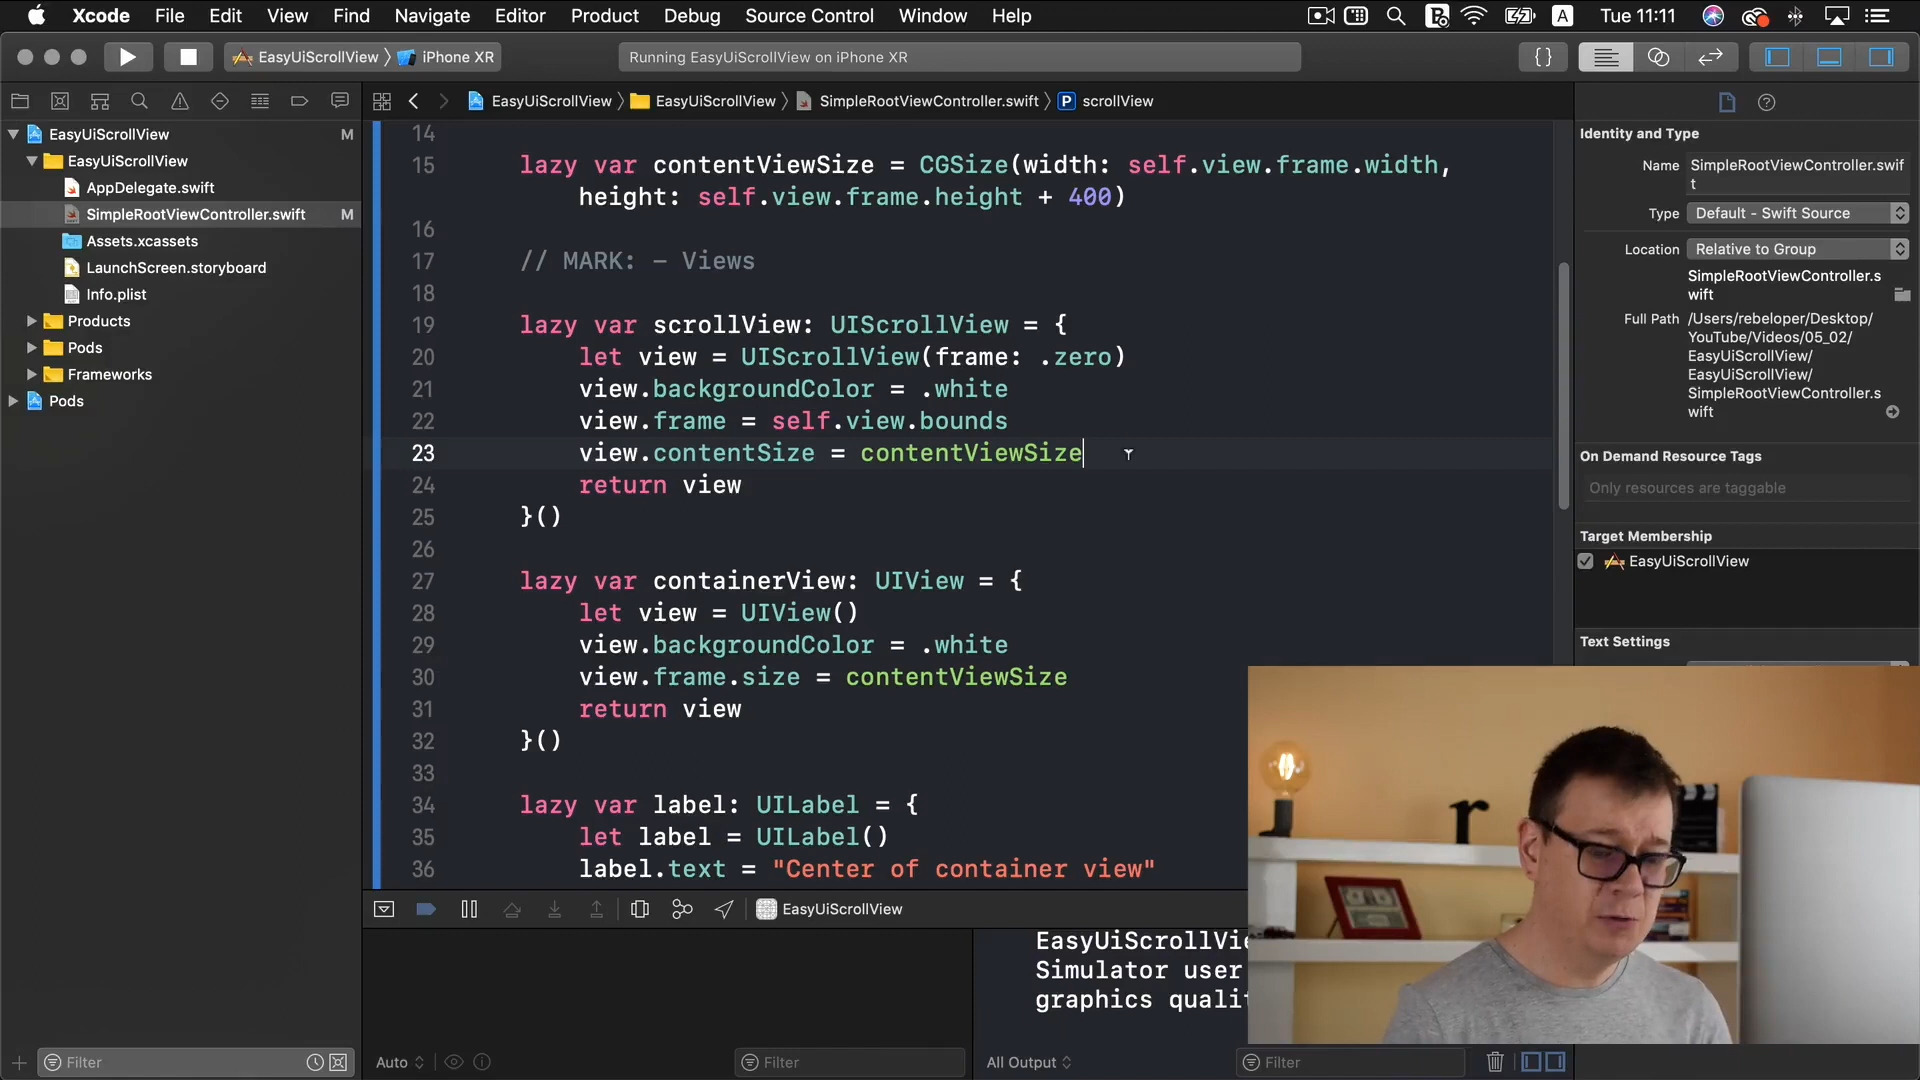 Xcode File Edit View Find Navigate Editor Product Debug Source Control Window Help A Tue 11:11
EasyUiScrollView iPhone XR Running EasyUiScrollView on iPhone XR {}
EasyUiScrollView EasyUiScrollView SimpleRootViewController.swift P scrollView
EasyUiScrollView M
EasyUiScrollView
AppDelegate.swift
SimpleRootViewController.swift M
Assets.xcassets
LaunchScreen.storyboard
Info.plist
Products
Pods
Frameworks
Pods
Filter
14
15 lazy var contentViewSize = CGSize(width: self.view.frame.width,
height: self.view.frame.height + 400)
16
17 // MARK: - Views
18
19 lazy var scrollView: UIScrollView = {
20 let view = UIScrollView(frame: .zero)
21 view.backgroundColor = .white
22 view.frame = self.view.bounds
23 view.contentSize = contentViewSize
24 return view
25 }()
26
27 lazy var containerView: UIView = {
28 let view = UIView()
29 view.backgroundColor = .white
30 view.frame.size = contentViewSize
31 return view
32 }()
33
34 lazy var label: UILabel = {
35 let label = UILabel()
36 label.text = "Center of container view"
EasyUiScrollView
EasyUiScrollVi
Simulator user
graphics quali
Auto Filter All Output Filter
Identity and Type
Name SimpleRootViewController.swif
t
Type Default - Swift Source
Location Relative to Group
SimpleRootViewController.s
wift
Full Path /Users/rebeloper/Desktop/
YouTube/Videos/05_02/
EasyUiScrollView/
EasyUiScrollView/
SimpleRootViewController.s
wift
On Demand Resource Tags
Only resources are taggable
Target Membership
EasyUiScrollView
Text Settings
r